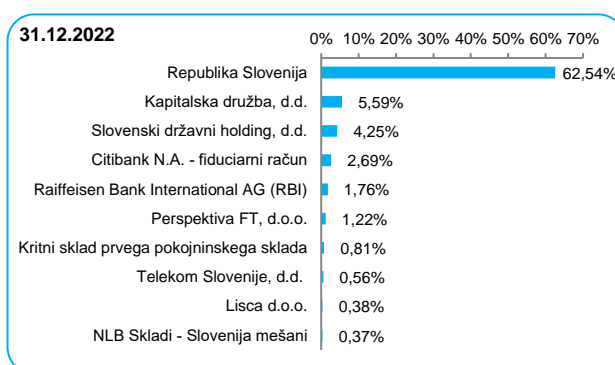 31.12.2022
0% 10% 20% 30% 40% 50% 60% 70%
Republika Slovenija 62,54%
Kapitalska družba, d.d. 5,59%
Slovenski državni holding, d.d. 4,25%
Citibank N.A. - fiduciarni račun 2,69%
Raiffeisen Bank International AG (RBI) 1,76%
Perspektiva FT, d.o.o. 1,22%
Kritni sklad prvega pokojninskega sklada 0,81%
Telekom Slovenije, d.d. 0,56%
Lisca d.o.o. 0,38%
NLB Skladi - Slovenija mešani 0,37%